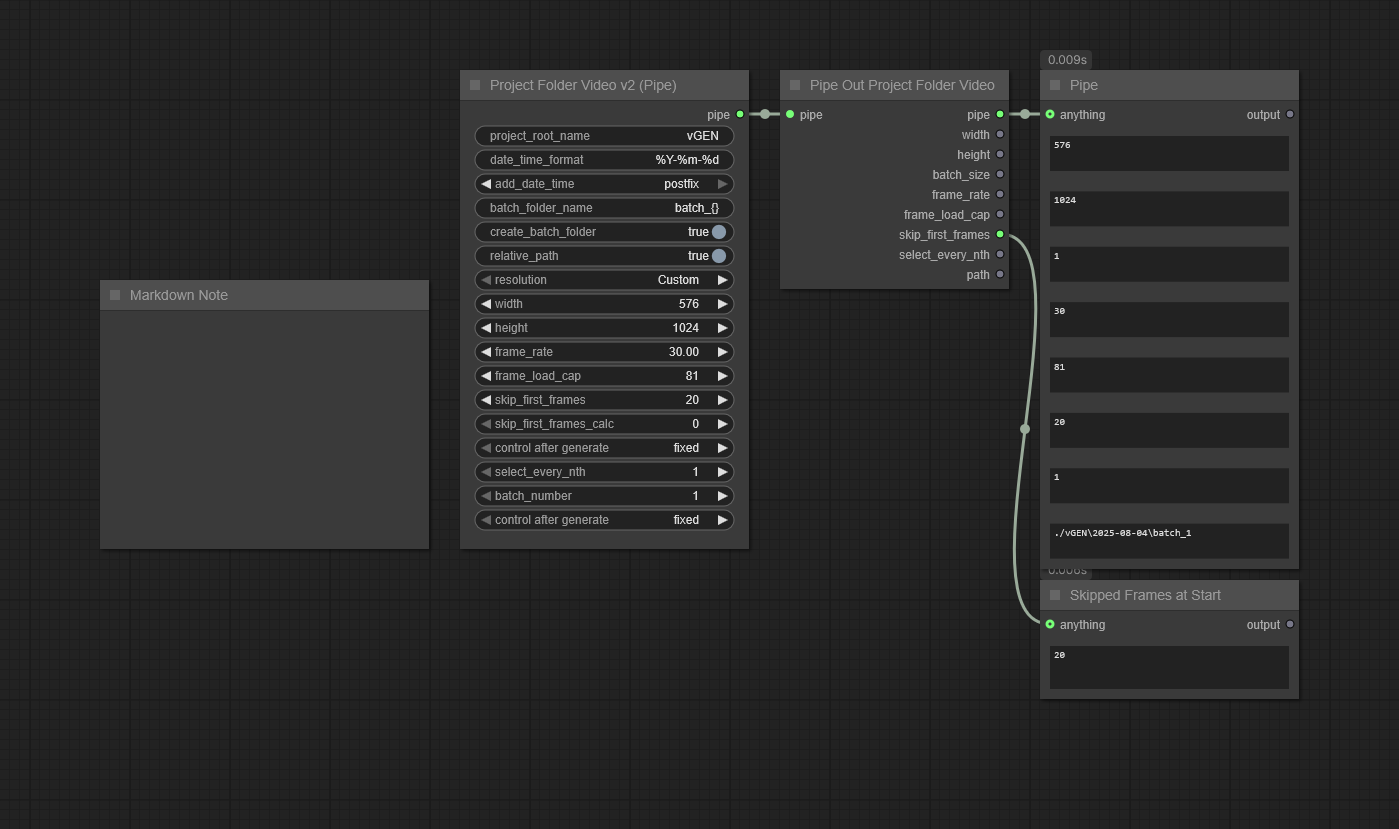 Markdown Note
Project Folder Video v2 (Pipe)
pipe
project_root_name vGEN
date_time_format %Y-%m-%d
add_date_time postfix
batch_folder_name batch_{}
create_batch_folder true
relative_path true
resolution Custom
width 576
height 1024
frame_rate 30.00
frame_load_cap 81
skip_first_frames 20
skip_first_frames_calc 0
control after generate fixed
select_every_nth 1
batch_number 1
control after generate fixed
Pipe Out Project Folder Video
pipe pipe
width
height
batch_size
frame_rate
frame_load_cap
skip_first_frames
select_every_nth
path
0.009s
Pipe
anything output
576
1024
1
30
81
20
1
./vGEN\2025-08-04\batch_1
Skipped Frames at Start
anything output
20